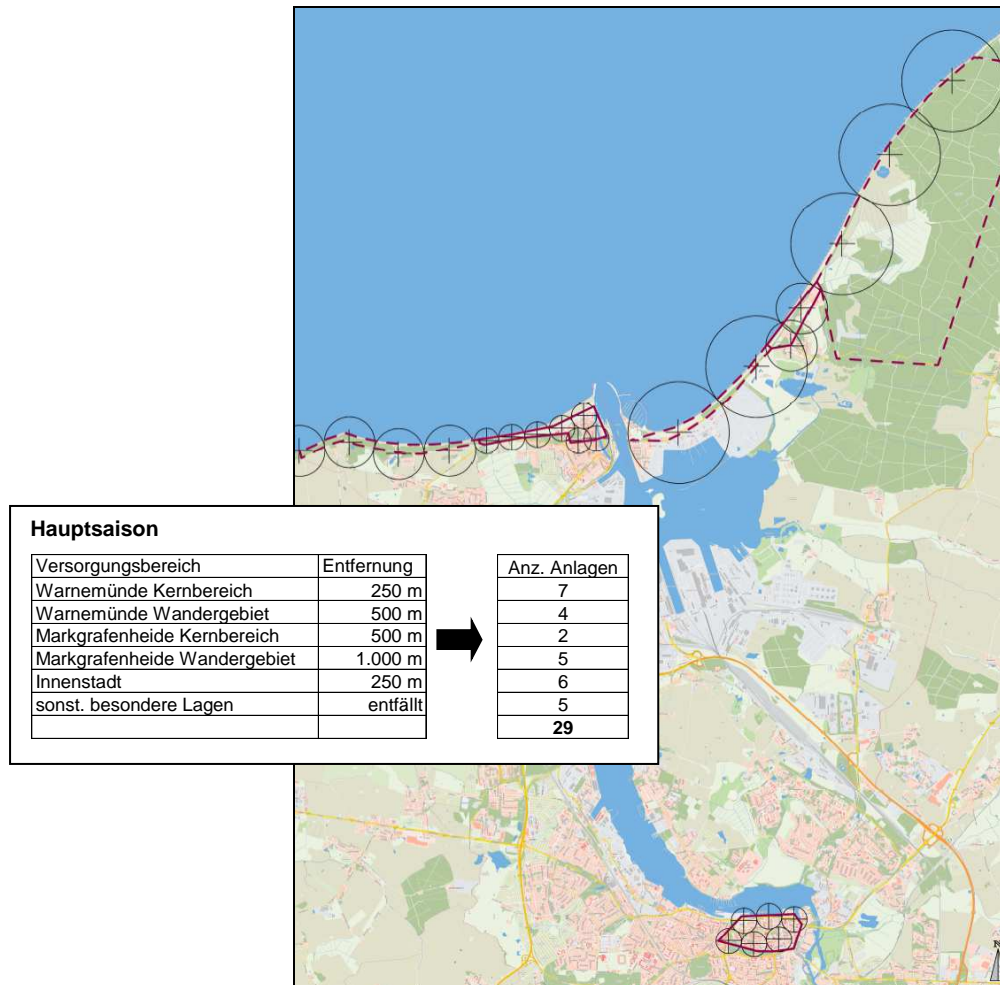 Hauptsaison
Versorgungsbereich Entfernung Anz. Anlagen
Warnemünde Kernbereich 250 m 7
Warnemünde Wandergebiet 500 m 4
Markgrafenheide Kernbereich 500 m 2
Markgrafenheide Wandergebiet 1.000 m 5
Innenstadt 250 m 6
sonst. besondere Lagen entfällt 5
29
N